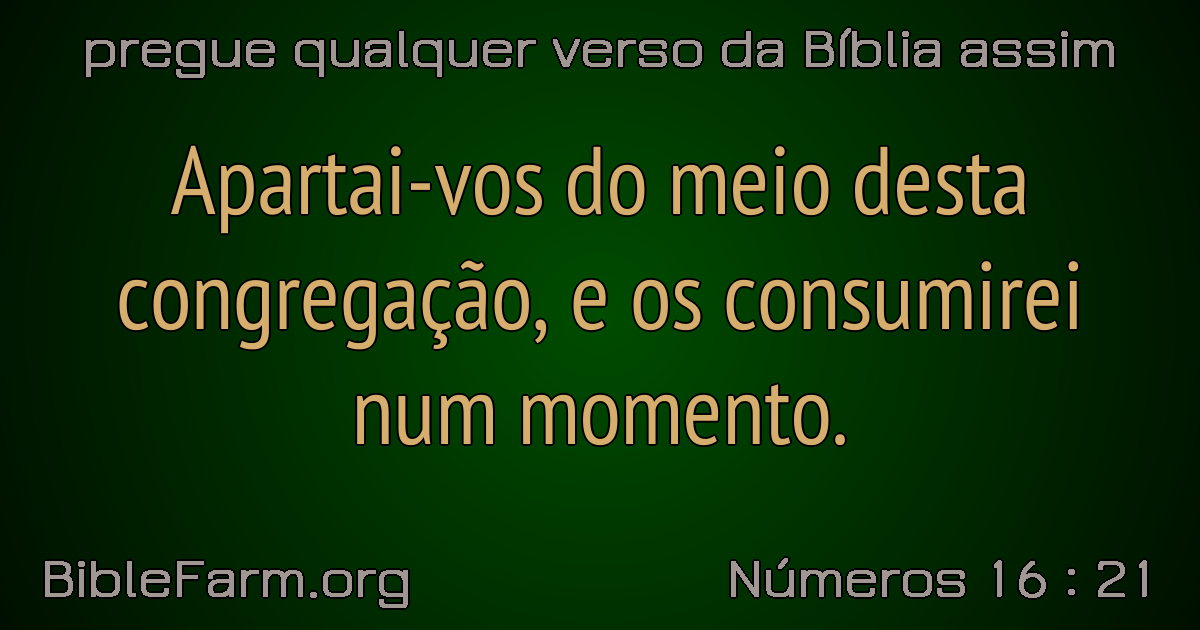 pregue qualquer verso da Bíblia assim
Apartai-vos do meio desta
congregação, e os consumirei
num momento.
BibleFarm.org
Números 16 : 21